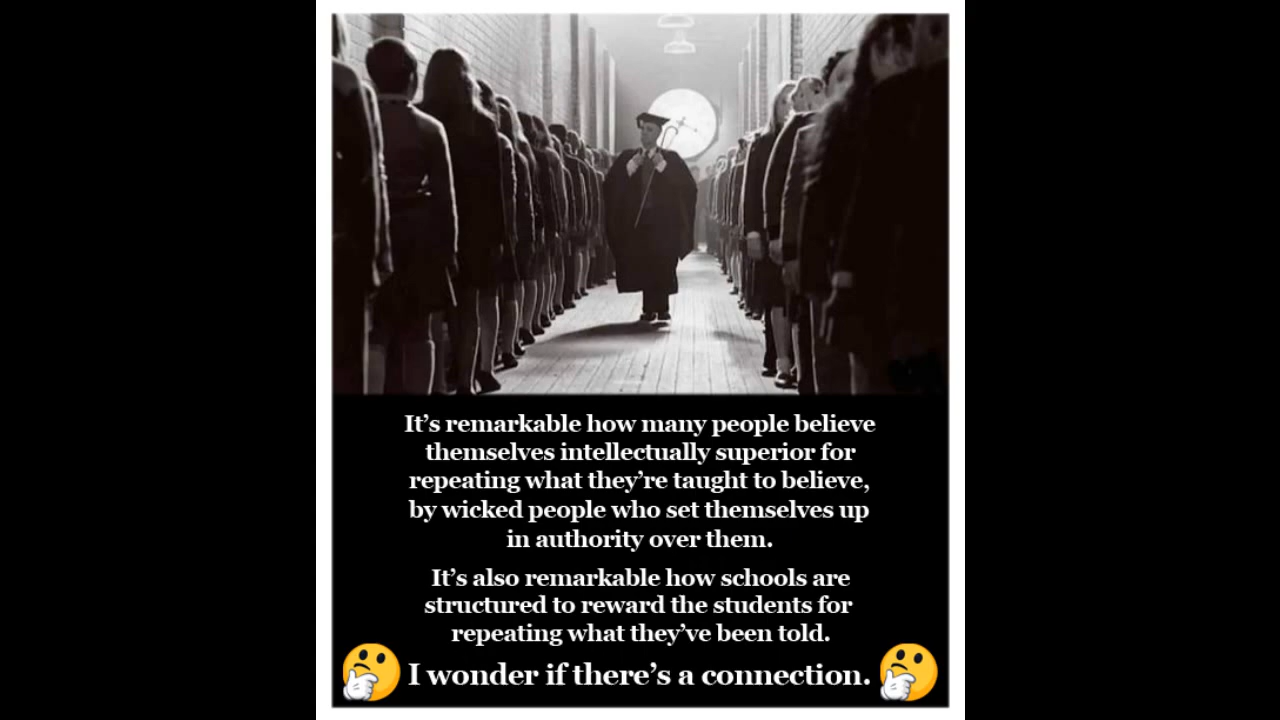 It’s remarkable how many people believe
themselves intellectually superior for
repeating what they’re taught to believe,
by wicked people who set themselves up
in authority over them.
It’s also remarkable how schools are
structured to reward the students for
repeating what they’ve been told.
I wonder if there’s a connection.